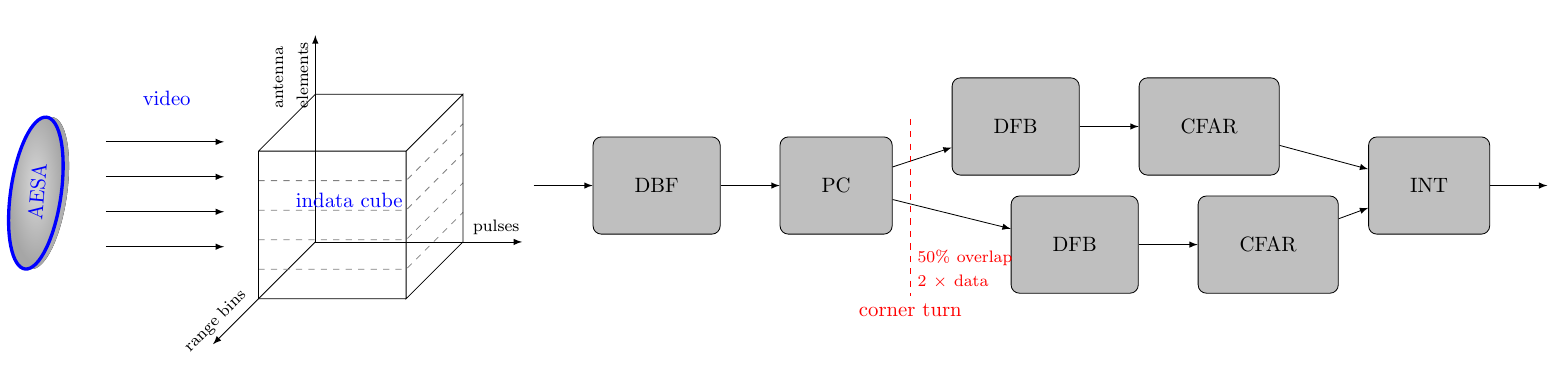 AESA
video
antenna
elements
indata cube
pulses
range bins
DBF
PC
DFB
CFAR
DFB
CFAR
INT
50% overlap
2 × data
corner turn